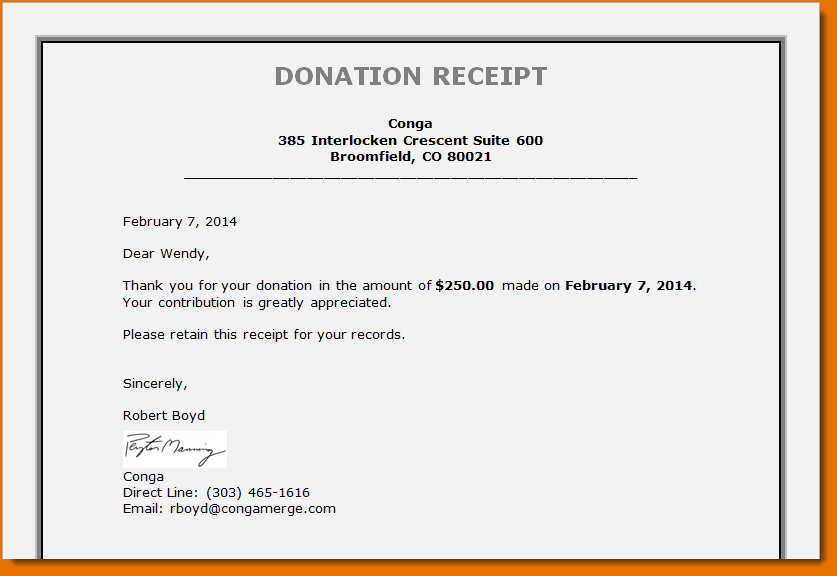 DONATION RECEIPT
Conga
385 Interlocken Crescent Suite 600
Broomfield, CO 80021
February 7, 2014
Dear Wendy,
Thank you for your donation in the amount of $250.00 made on February 7, 2014.
Your contribution is greatly appreciated.
Please retain this receipt for your records.
Sincerely,
Robert Boyd
Peyton Manning
Conga
Direct Line: (303) 465-1616
Email: rboyd@congamerge.com